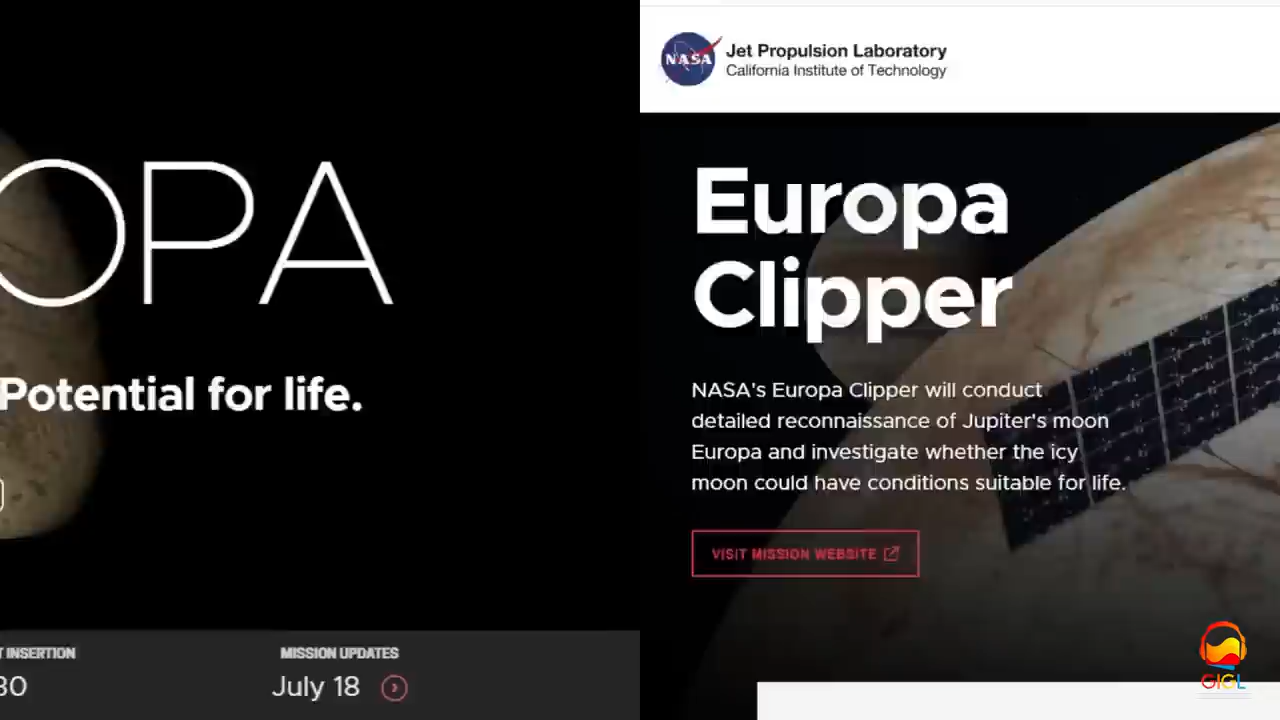 OPA
Potential for life.
T INSERTION
30
MISSION UPDATES
July 18
NASA
Jet Propulsion Laboratory
California Institute of Technology
Europa
Clipper
NASA's Europa Clipper will conduct
detailed reconnaissance of Jupiter's moon
Europa and investigate whether the icy
moon could have conditions suitable for life.
VISIT MISSION WEBSITE
GIGL